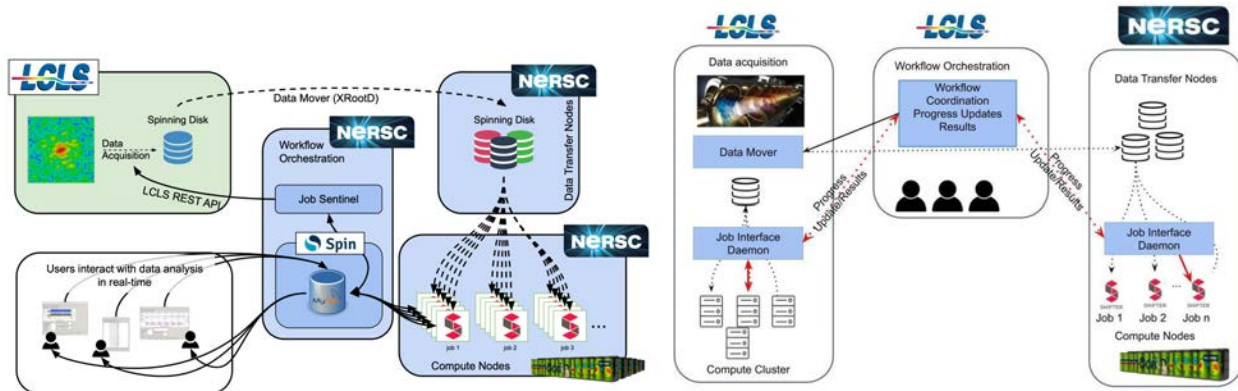 LCLS
Data Mover (XRootD)
NERSC
Spinning Disk
Data
Acquisition
LCLS REST API
NERSC
Workflow
Orchestration
Job Sentinel
Spin
MySQL
Spinning Disk
Data Transfer Nodes
NERSC
job 1
job 2
job 3
...
Compute Nodes
Users interact with data analysis
in real-time
LCLS
Data acquisition
Data Mover
Job Interface
Daemon
Compute Cluster
LCLS
Workflow Orchestration
Workflow
Coordination
Progress Updates
Results
Progress
Update/Results
Progress
Update/Results
NERSC
Data Transfer Nodes
Job Interface
Daemon
...
SHIFTER
SHIFTER
SHIFTER
Job 1
Job 2
Job n
Compute Nodes